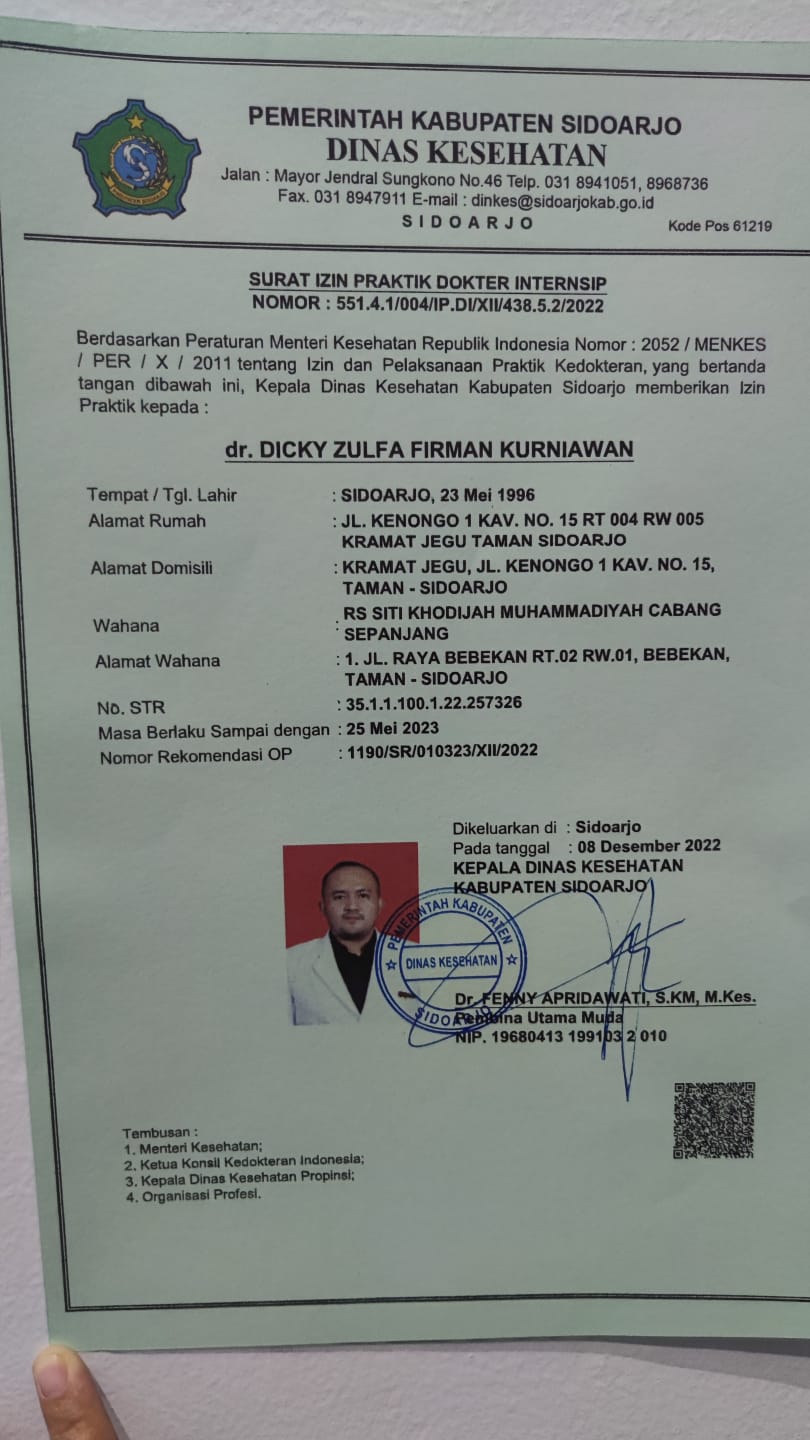 PEMERINTAH KABUPATEN SIDOARJO
DINAS KESEHATAN
Jalan : Mayor Jendral Sungkono No.46 Telp. 031 8941051, 8968736
Fax. 031 8947911 E-mail : dinkes@sidoarjokab.go.id
S I D O A R J O
Kode Pos 61219
SURAT IZIN PRAKTIK DOKTER INTERNSIP
NOMOR : 551.4.1/004/IP.DI/XII/438.5.2/2022
Berdasarkan Peraturan Menteri Kesehatan Republik Indonesia Nomor : 2052 / MENKES
/ PER / X / 2011 tentang Izin dan Pelaksanaan Praktik Kedokteran, yang bertanda
tangan dibawah ini, Kepala Dinas Kesehatan Kabupaten Sidoarjo memberikan Izin
Praktik kepada :
dr. DICKY ZULFA FIRMAN KURNIAWAN
Tempat / Tgl. Lahir : SIDOARJO, 23 Mei 1996
Alamat Rumah : JL. KENONGO 1 KAV. NO. 15 RT 004 RW 005
KRAMAT JEGU TAMAN SIDOARJO
Alamat Domisili : KRAMAT JEGU, JL. KENONGO 1 KAV. NO. 15,
TAMAN - SIDOARJO
Wahana : RS SITI KHODIJAH MUHAMMADIYAH CABANG
SEPANJANG
Alamat Wahana : 1. JL. RAYA BEBEKAN RT.02 RW.01, BEBEKAN,
TAMAN - SIDOARJO
No. STR : 35.1.1.100.1.22.257326
Masa Berlaku Sampai dengan : 25 Mei 2023
Nomor Rekomendasi OP : 1190/SR/010323/XII/2022
Dikeluarkan di : Sidoarjo
Pada tanggal : 08 Desember 2022
KEPALA DINAS KESEHATAN
KABUPATEN SIDOARJO
PEMERINTAH KABUPATEN
DINAS KESEHATAN
SIDOARJO
Dr. FENNY APRIDAWATI, S.KM, M.Kes.
Pembina Utama Muda
NIP. 19680413 199103 2 010
Tembusan :
1. Menteri Kesehatan;
2. Ketua Konsil Kedokteran Indonesia;
3. Kepala Dinas Kesehatan Propinsi;
4. Organisasi Profesi.